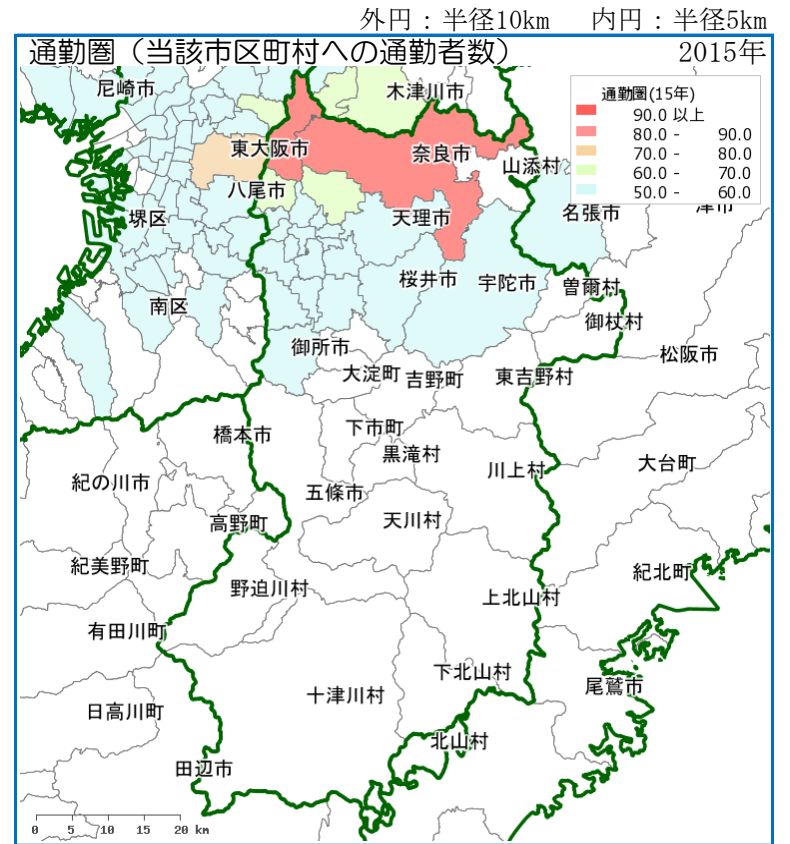 外円：半径10km　内円：半径5km
通勤圏（当該市区町村への通勤者数）　2015年
尼崎市
木津川市
通勤圏(15年)
90.0 以上
80.0 - 90.0
70.0 - 80.0
60.0 - 70.0
50.0 - 60.0
東大阪市
奈良市
山添村
八尾市
堺区
天理市
名張市
津市
桜井市
宇陀市
曽爾村
南区
御杖村
御所市
松阪市
大淀町
吉野町
東吉野村
橋本市
下市町
黒滝村
川上村
大台町
紀の川市
五條市
高野町
天川村
紀美野町
野迫川村
上北山村
紀北町
有田川町
下北山村
尾鷲市
十津川村
日高川町
北山村
田辺市
0 5 10 15 20 km